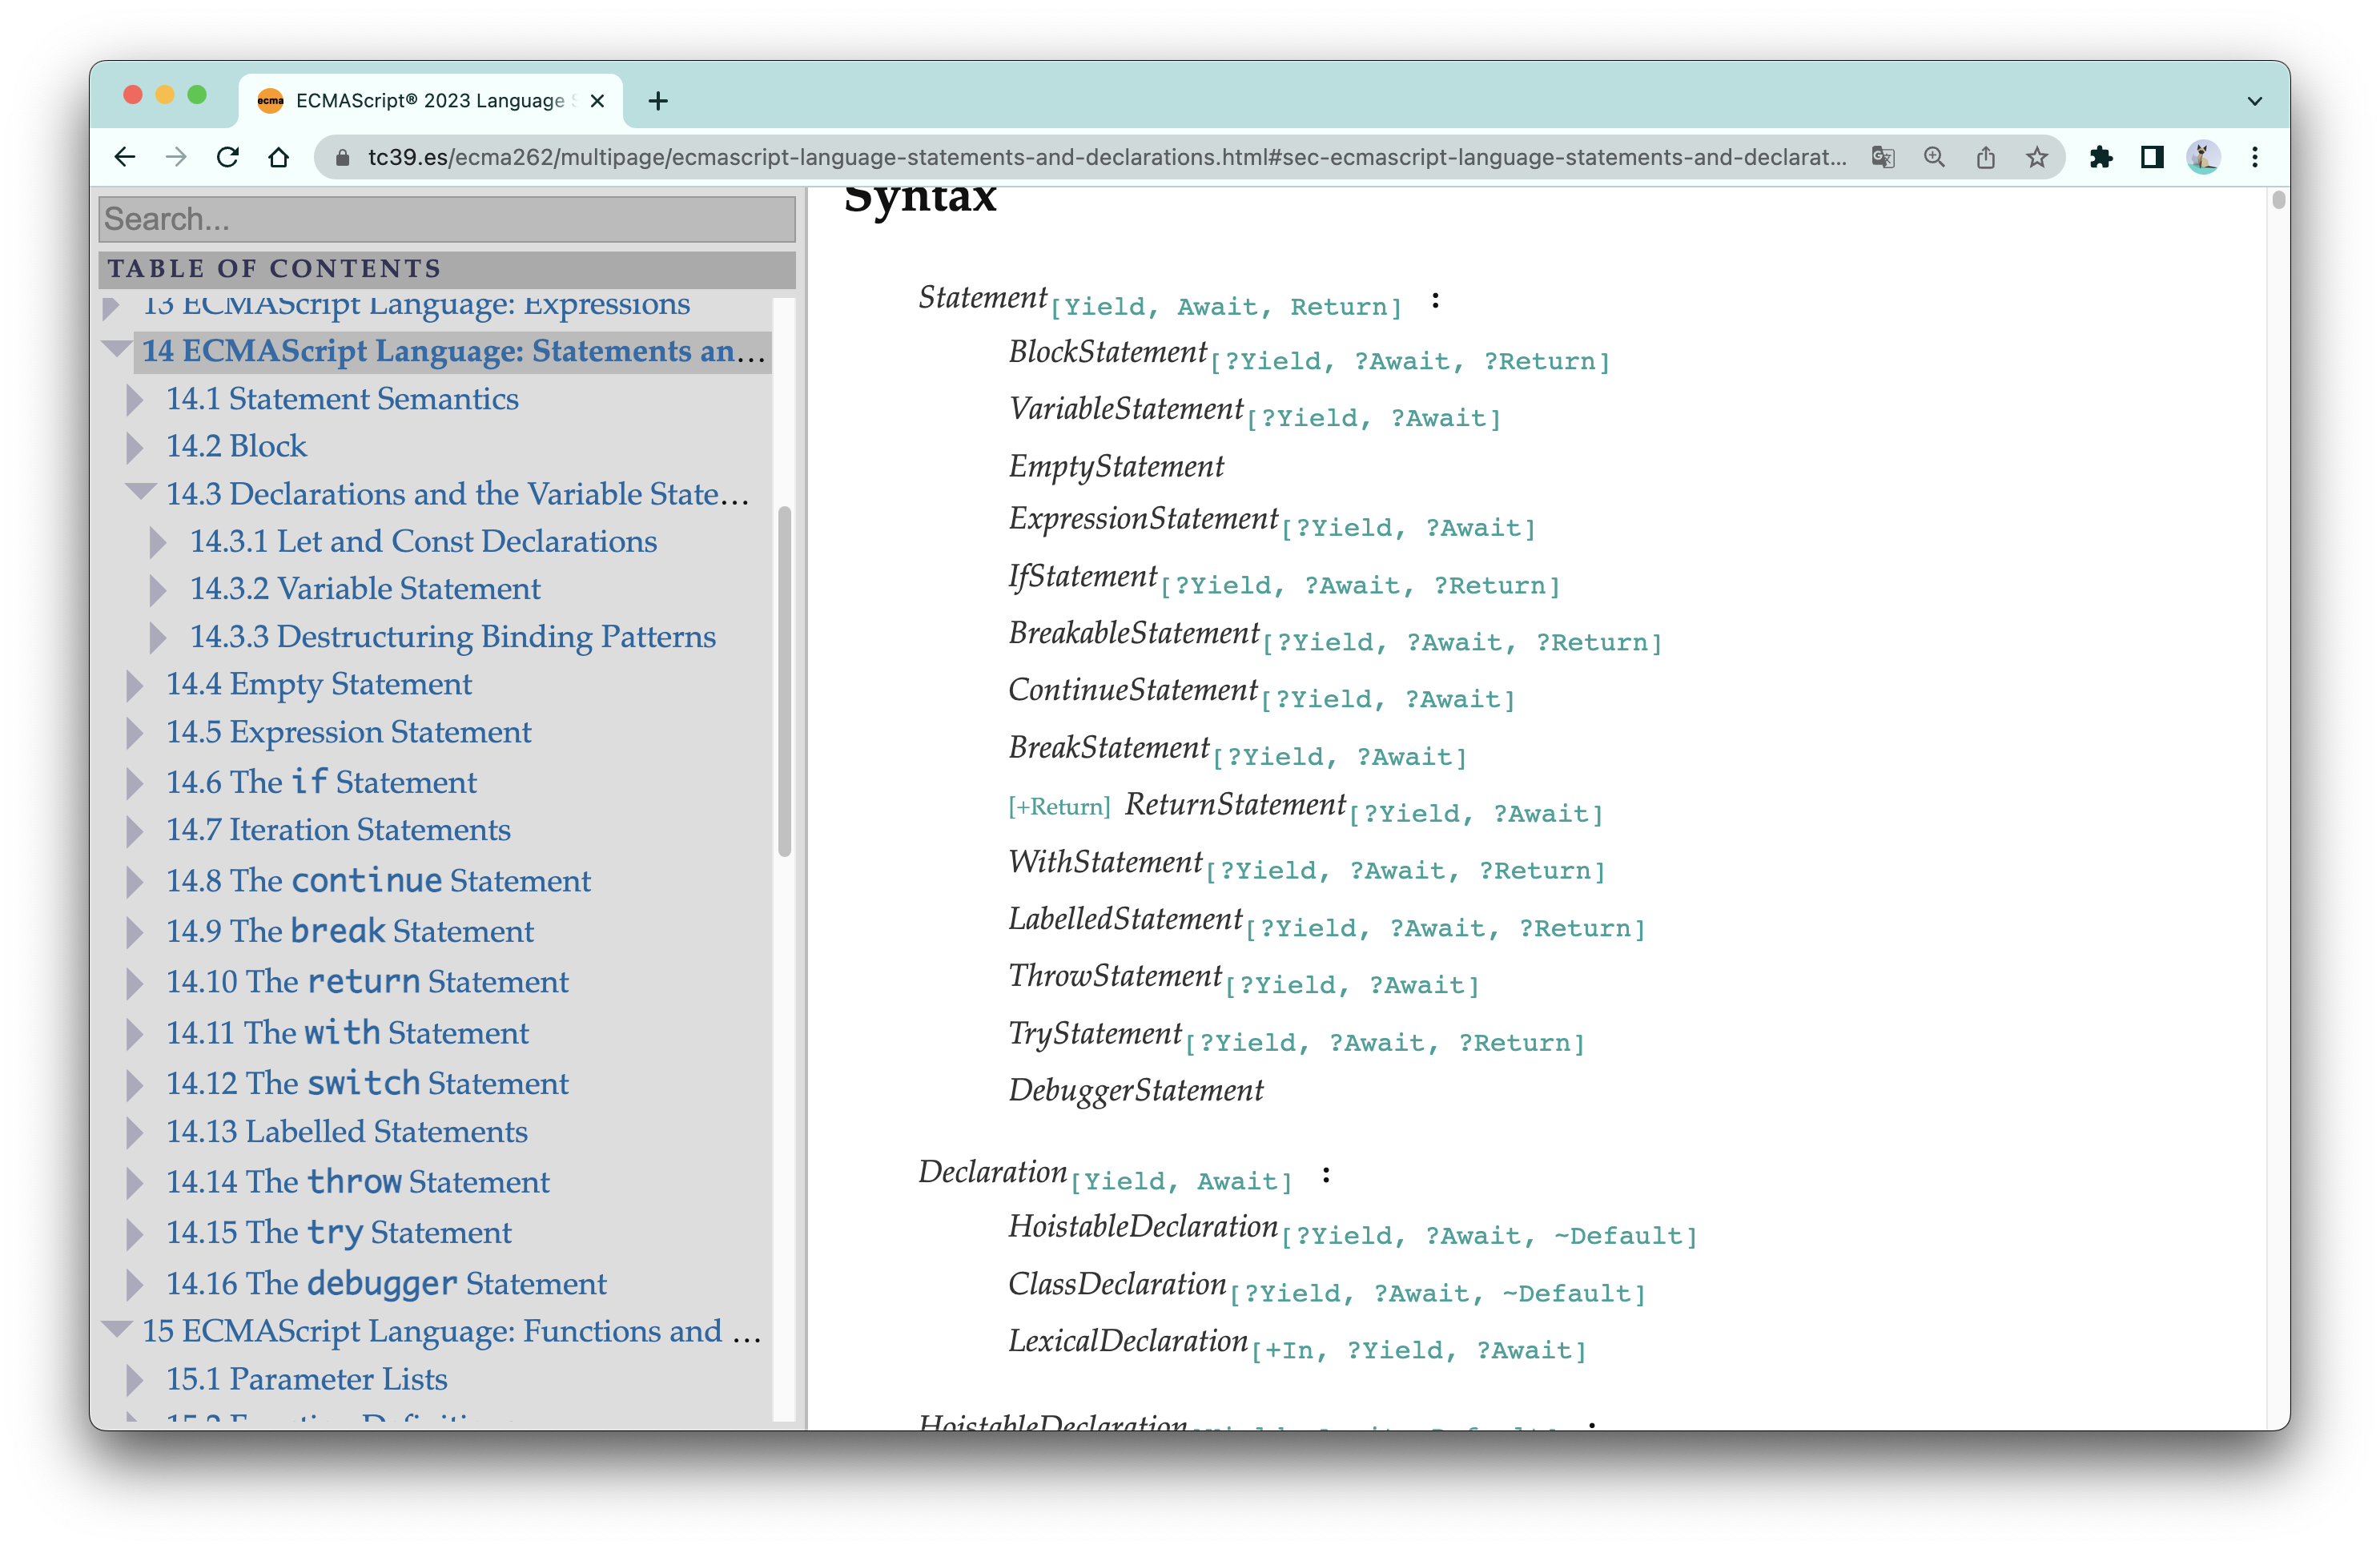 ecma ECMAScript® 2023 Language
tc39.es/ecma262/multipage/ecmascript-language-statements-and-declarations.html#sec-ecmascript-language-statements-and-declarat...
Search...
TABLE OF CONTENTS
13 ECMAScript Language: Expressions
14 ECMAScript Language: Statements an...
14.1 Statement Semantics
14.2 Block
14.3 Declarations and the Variable State...
14.3.1 Let and Const Declarations
14.3.2 Variable Statement
14.3.3 Destructuring Binding Patterns
14.4 Empty Statement
14.5 Expression Statement
14.6 The if Statement
14.7 Iteration Statements
14.8 The continue Statement
14.9 The break Statement
14.10 The return Statement
14.11 The with Statement
14.12 The switch Statement
14.13 Labelled Statements
14.14 The throw Statement
14.15 The try Statement
14.16 The debugger Statement
15 ECMAScript Language: Functions and ...
15.1 Parameter Lists
Syntax
Statement[Yield, Await, Return] :
BlockStatement[?Yield, ?Await, ?Return]
VariableStatement[?Yield, ?Await]
EmptyStatement
ExpressionStatement[?Yield, ?Await]
IfStatement[?Yield, ?Await, ?Return]
BreakableStatement[?Yield, ?Await, ?Return]
ContinueStatement[?Yield, ?Await]
BreakStatement[?Yield, ?Await]
[+Return] ReturnStatement[?Yield, ?Await]
WithStatement[?Yield, ?Await, ?Return]
LabelledStatement[?Yield, ?Await, ?Return]
ThrowStatement[?Yield, ?Await]
TryStatement[?Yield, ?Await, ?Return]
DebuggerStatement
Declaration[Yield, Await] :
HoistableDeclaration[?Yield, ?Await, ~Default]
ClassDeclaration[?Yield, ?Await, ~Default]
LexicalDeclaration[+In, ?Yield, ?Await]
HoistableDeclaration